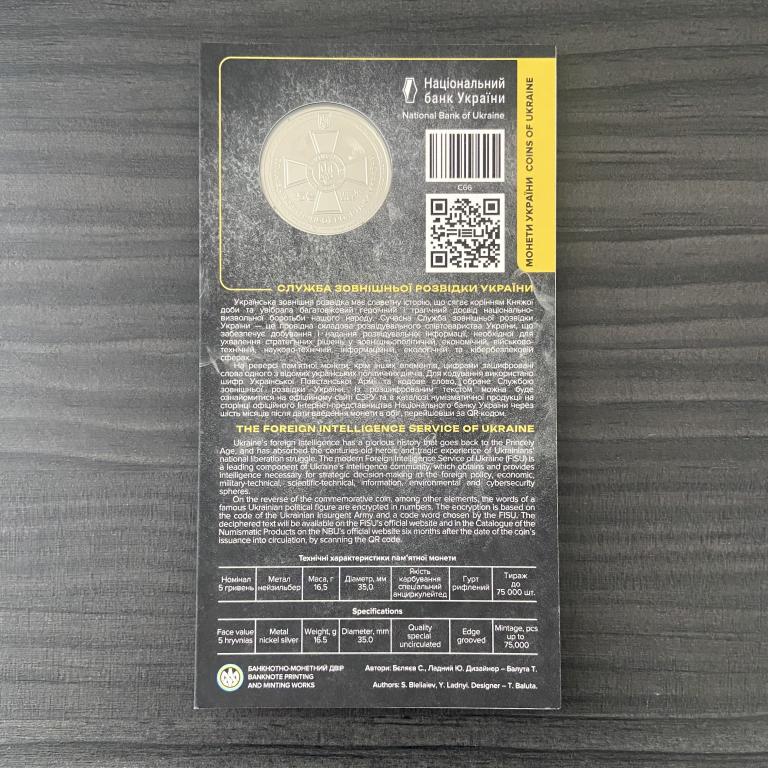 Національний
банк України
National Bank of Ukraine
МОНЕТИ УКРАЇНИ COINS OF UKRAINE
C66
FISU
СЛУЖБА ЗОВНІШНЬОЇ РОЗВІДКИ УКРАЇНИ
Українська зовнішня розвідка має славетну історію, що сягає корінням Княжої
доби та увібрала багатовіковий героїчний і трагічний досвід національно-
визвольної боротьби нашого народу. Сучасна Служба зовнішньої розвідки
України — це провідна складова розвідувального співтовариства України, що
забезпечує добування і надання розвідувальної інформації, необхідної для
ухвалення стратегічних рішень у зовнішньополітичній, економічній, військово-
технічній, науково-технічній, інформаційній, екологічній та кібербезпековій
сферах.
На реверсі пам'ятної монети, крім інших елементів, цифрами зашифровані
слова одного з відомих українських політичних діячів. Для кодування використано
шифр Української Повстанської Армії та кодове слово, обране Службою
зовнішньої розвідки України. Із розшифрованим текстом можна буде
ознайомитися на офіційному сайті СЗРУ та в каталозі нумізматичної продукції на
сторінці офіційного Інтернет-представництва Національного банку України через
шість місяців після дати введення монети в обіг, перейшовши за QR-кодом.
THE FOREIGN INTELLIGENCE SERVICE OF UKRAINE
Ukraine's foreign intelligence has a glorious history that goes back to the Princely
Age, and has absorbed the centuries-old heroic and tragic experience of Ukrainians'
national liberation struggle. The modern Foreign Intelligence Service of Ukraine (FISU) is
a leading component of Ukraine's intelligence community, which obtains and provides
intelligence necessary for strategic decision-making in the foreign policy, economic
military-technical, scientific-technical, information, environmental and cybersecurity
spheres.
On the reverse of the commemorative coin, among other elements, the words of a
famous Ukrainian political figure are encrypted in numbers. The encryption is based on
the code of the Ukrainian Insurgent Army and a code word chosen by the FISU. The
deciphered text will be available on the FISU's official website and in the Catalogue of the
Numismatic Products on the NBU's official website six months after the date of the coin's
issuance into circulation, by scanning the QR code.
Технічні характеристики пам'ятної монети
Номінал 5 гривень
Метал нейзильбер
Маса, г 16,5
Діаметр, мм 35,0
Якість карбування спеціальний анциркулейтед
Гурт рифлений
Тираж до 75 000 шт.
Specifications
Face value 5 hryvnias
Metal nickel silver
Weight, g 16.5
Diameter, mm 35.0
Quality special uncirculated
Edge grooved
Mintage, pcs up to 75,000
БАНКНОТНО-МОНЕТНИЙ ДВІР
BANKNOTE PRINTING
AND MINTING WORKS
Автори: Бєляєв С., Ладний Ю. Дизайнер – Балута Т.
Authors: S. Bieliaiev, Y. Ladnyi. Designer – T. Baluta.